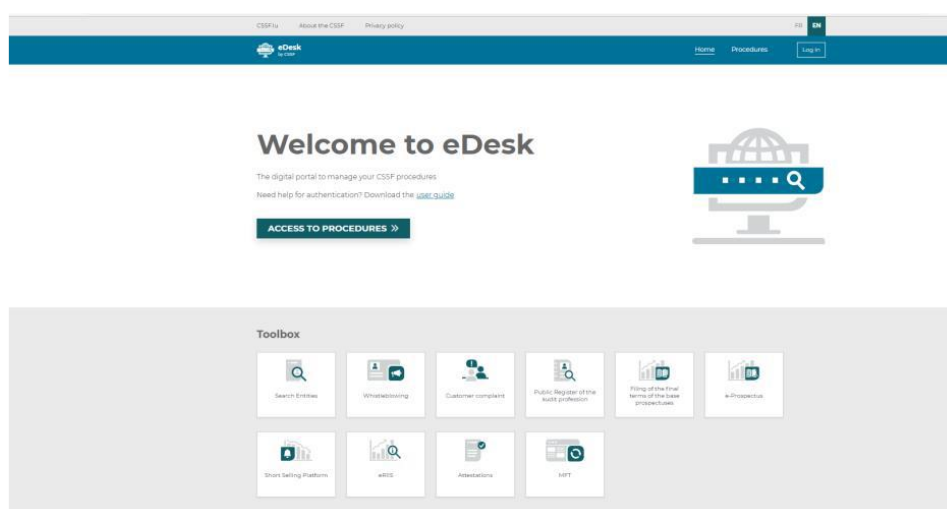 CSSF.lu About the CSSF Privacy policy FR EN
eDesk
by CSSF
Home Procedures Log in
Welcome to eDesk
The digital portal to manage your CSSF procedures
Need help for authentication? Download the user guide
ACCESS TO PROCEDURES »
Toolbox
Search Entities
Whistleblowing
Customer complaint
Public Register of the
audit profession
Filing of the final
terms of the base
prospectuses
e-Prospectus
Short Selling Platform
eRIIS
Attestations
MFT